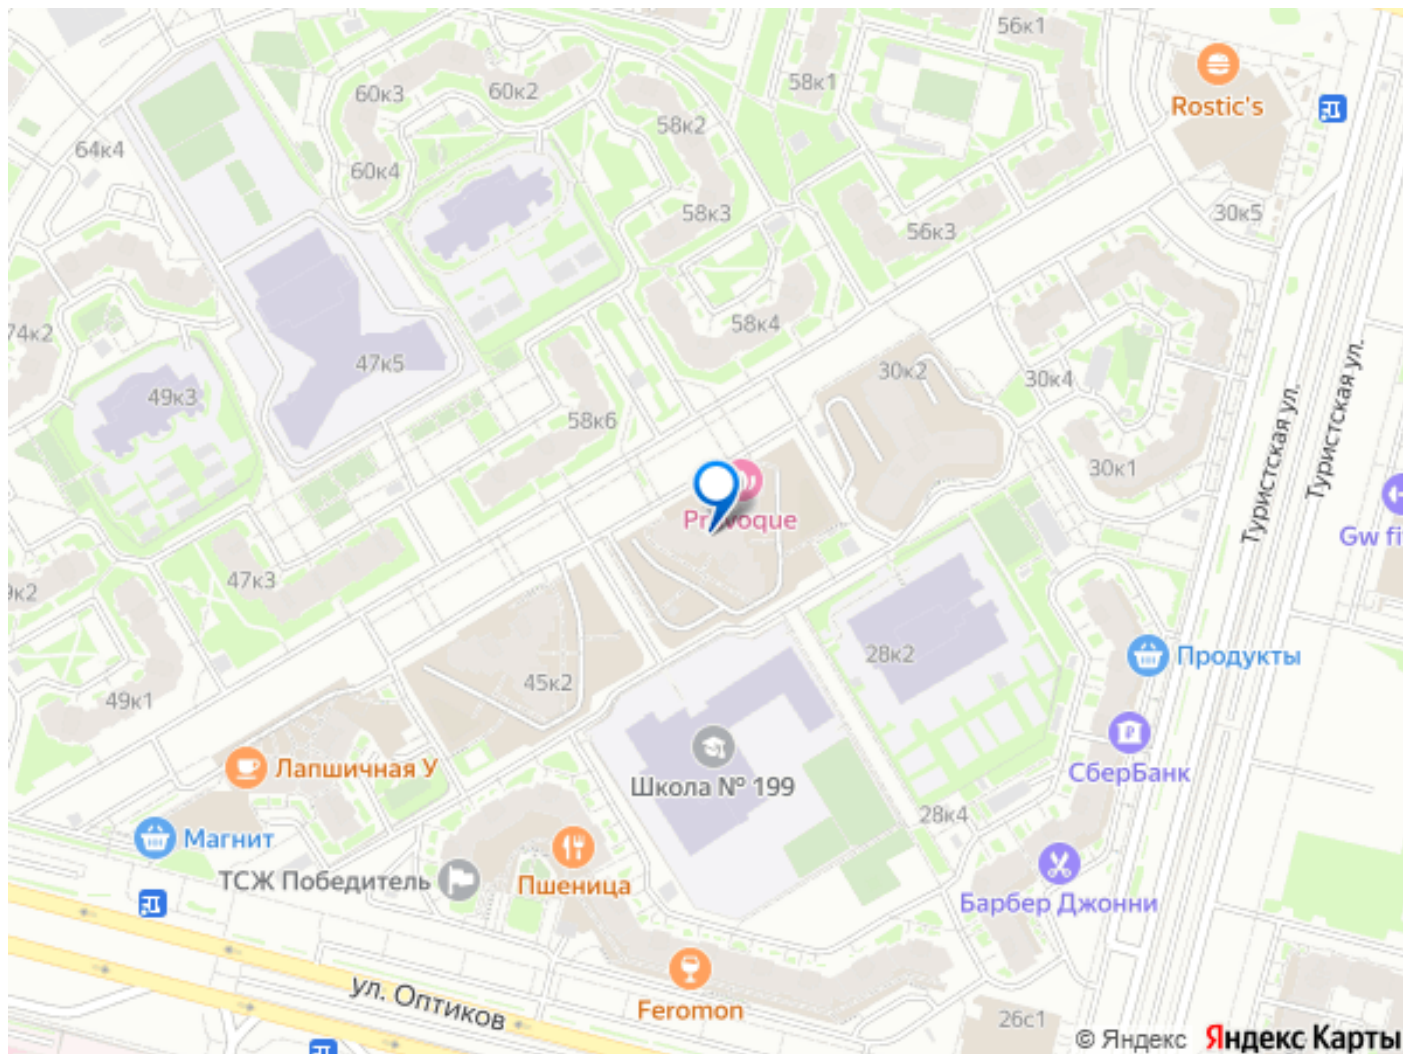 56к1
60к3
60к2
58к1
Rostic's
58к2
64к4
60к4
58к3
56к3
30к5
74к2
58к4
47к5
30к2
30к4
49к3
58к6
30к1
Туристская ул.
Туристская ул.
Provoque
Gw fi
47к3
9к2
28к2
Продукты
45к2
49к1
СберБанк
Лапшичная У
Школа № 199
28к4
Магнит
ТСЖ Победитель
Пшеница
Барбер Джонни
ул. Оптиков
Feromon
26с1
© Яндекс Яндекс Карты